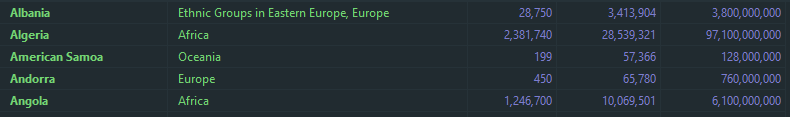 Albania Ethnic Groups in Eastern Europe, Europe 28,750 3,413,904 3,800,000,000
Algeria Africa 2,381,740 28,539,321 97,100,000,000
American Samoa Oceania 199 57,366 128,000,000
Andorra Europe 450 65,780 760,000,000
Angola Africa 1,246,700 10,069,501 6,100,000,000